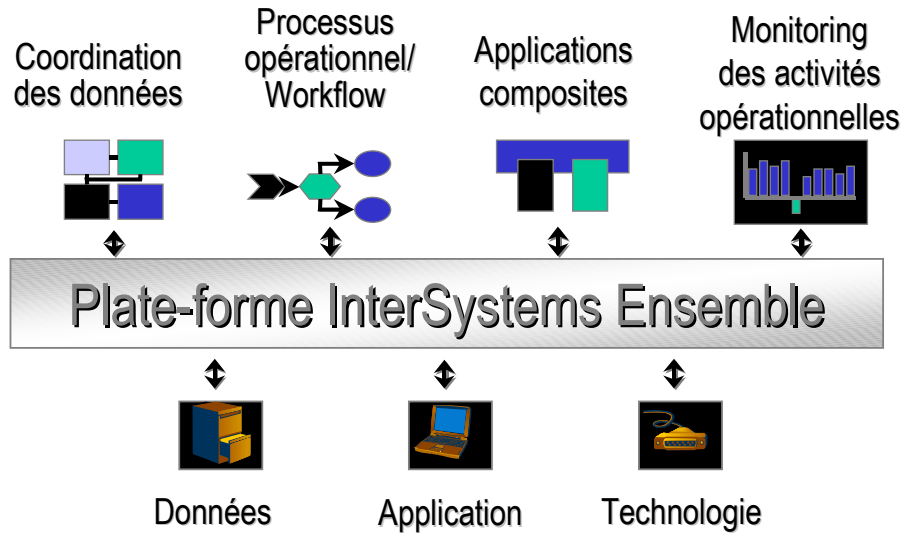 Coordination
des données
Processus
opérationnel/
Workflow
Applications
composites
Monitoring
des activités
opérationnelles
Plate-forme InterSystems Ensemble
Données
Application
Technologie